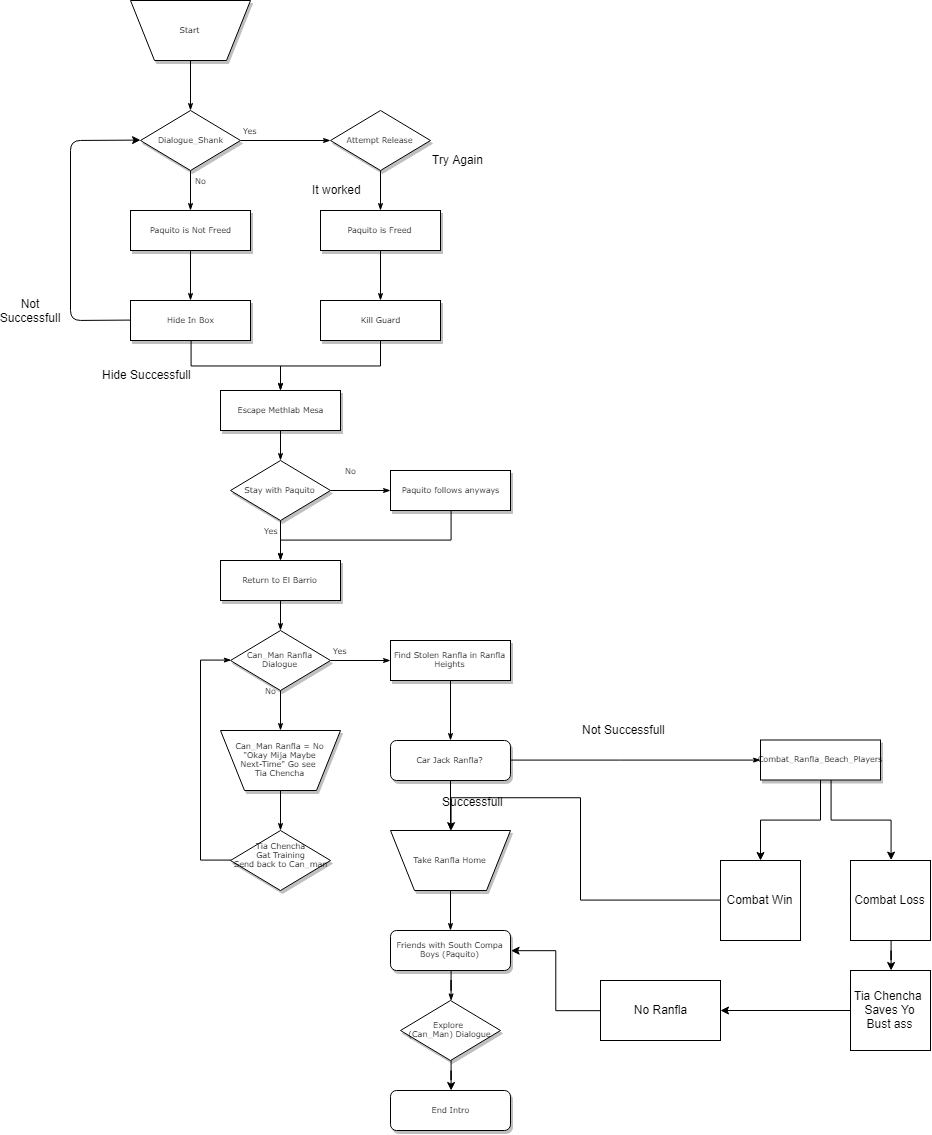 Start
Dialogue_Shank
Yes
Attempt Release
Try Again
No
It worked
Paquito is Not Freed
Paquito is Freed
Not
Successfull
Hide In Box
Kill Guard
Hide Successfull
Escape Methlab Mesa
Stay with Paquito
No
Paquito follows anyways
Yes
Return to El Barrio
Can_Man Ranfla
Dialogue
Yes
Find Stolen Ranfla in Ranfla
Heights
No
Can_Man Ranfla = No
"Okay Mija Maybe
Next-Time" Go see
Tia Chencha
Car Jack Ranfla?
Not Successfull
Combat_Ranfla_Beach_Players
Successfull
Tia Chencha
Gat Training
Send back to Can_man
Take Ranfla Home
Combat Win
Combat Loss
Friends with South Compa
Boys (Paquito)
No Ranfla
Tia Chencha
Saves Yo
Bust ass
Explore
(Can_Man) Dialogue
End Intro